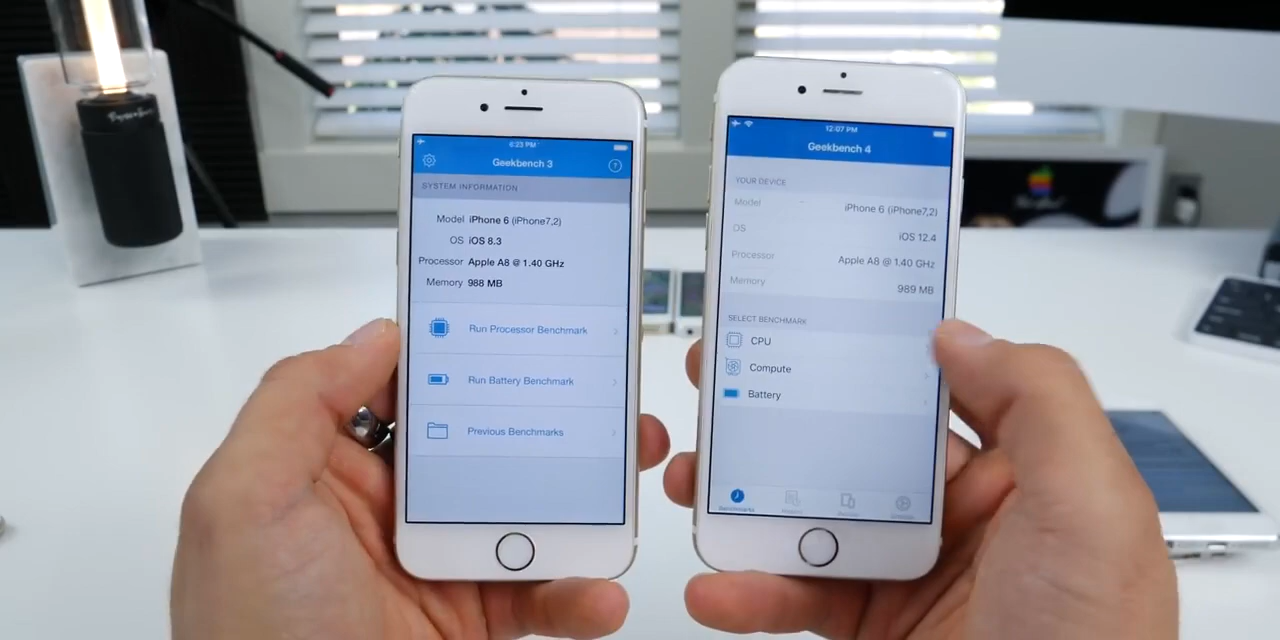 6:23 PM
Geekbench 3
?
SYSTEM INFORMATION
Model iPhone 6 (iPhone7,2)
OS iOS 8.3
Processor Apple A8 @ 1.40 GHz
Memory 988 MB
Run Processor Benchmark
Run Battery Benchmark
Previous Benchmarks
12:07 PM
Geekbench 4
YOUR DEVICE
Model iPhone 6 (iPhone7,2)
OS iOS 12.4
Processor Apple A8 @ 1.40 GHz
Memory 989 MB
SELECT BENCHMARK
CPU
Compute
Battery
Benchmarks